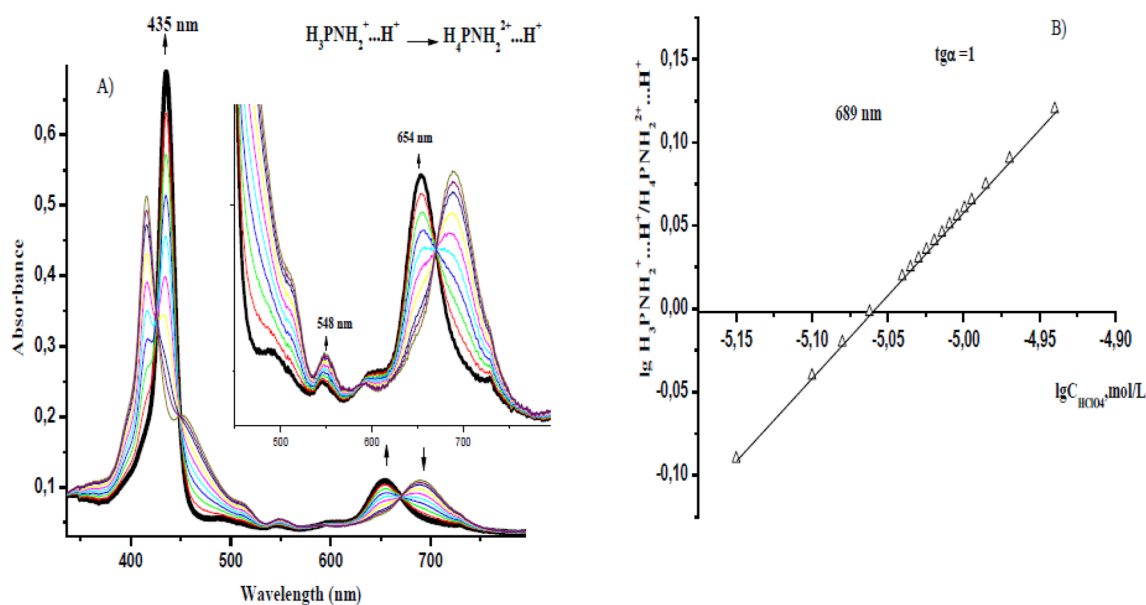 435 nm
H₃PNH₂⁺...H⁺ → H₄PNH₂²⁺...H⁺
A)
654 nm
548 nm
500 600 700
0,6
0,5
0,4
0,3
0,2
0,1
Absorbance
400 450 500 550 600 700
Wavelength (nm)
B)
tgα =1
689 nm
0,15
0,10
0,05
0,00
-0,05
-0,10
lg H₃PNH₂⁺...H⁺/H₄PNH₂²⁺...H⁺
-5,15 -5,10 -5,05 -5,00 -4,95 -4,90
lgC_HClO4,mol/L